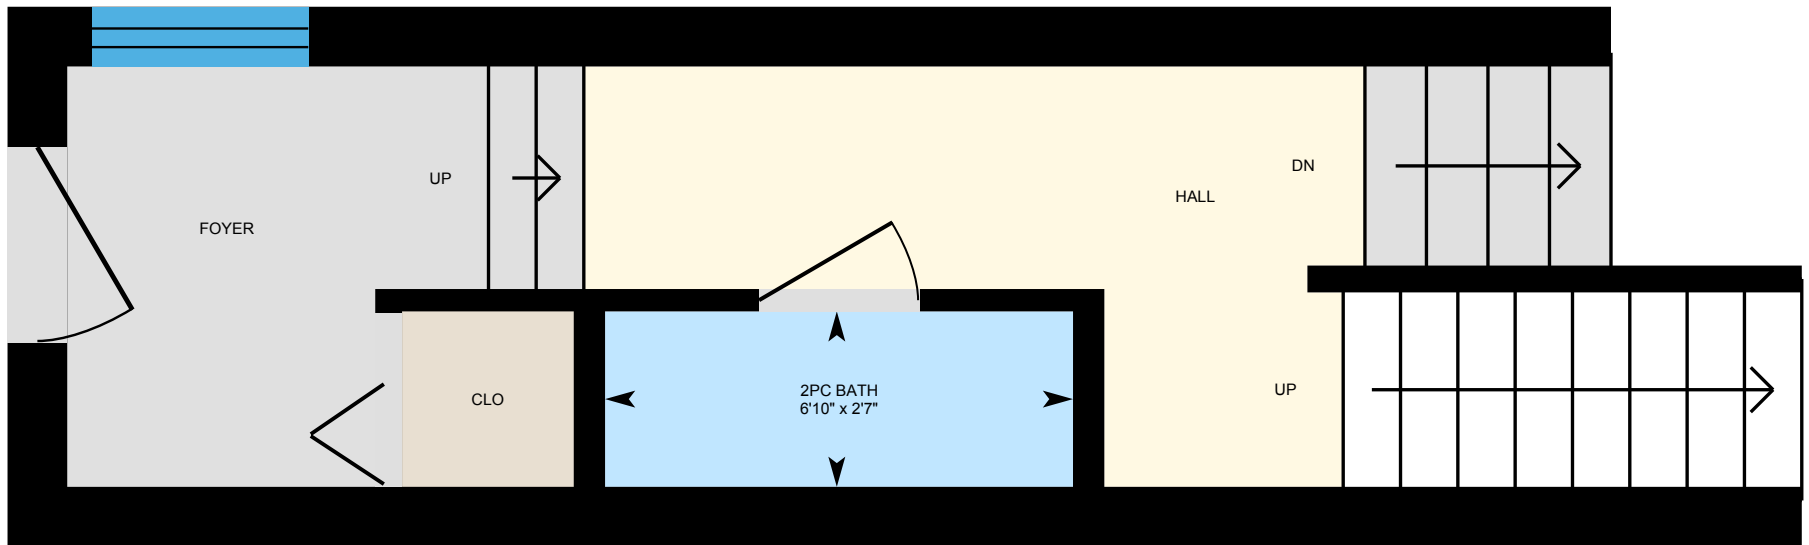 UP
FOYER
DN
HALL
CLO
2PC BATH
6'10" x 2'7"
UP